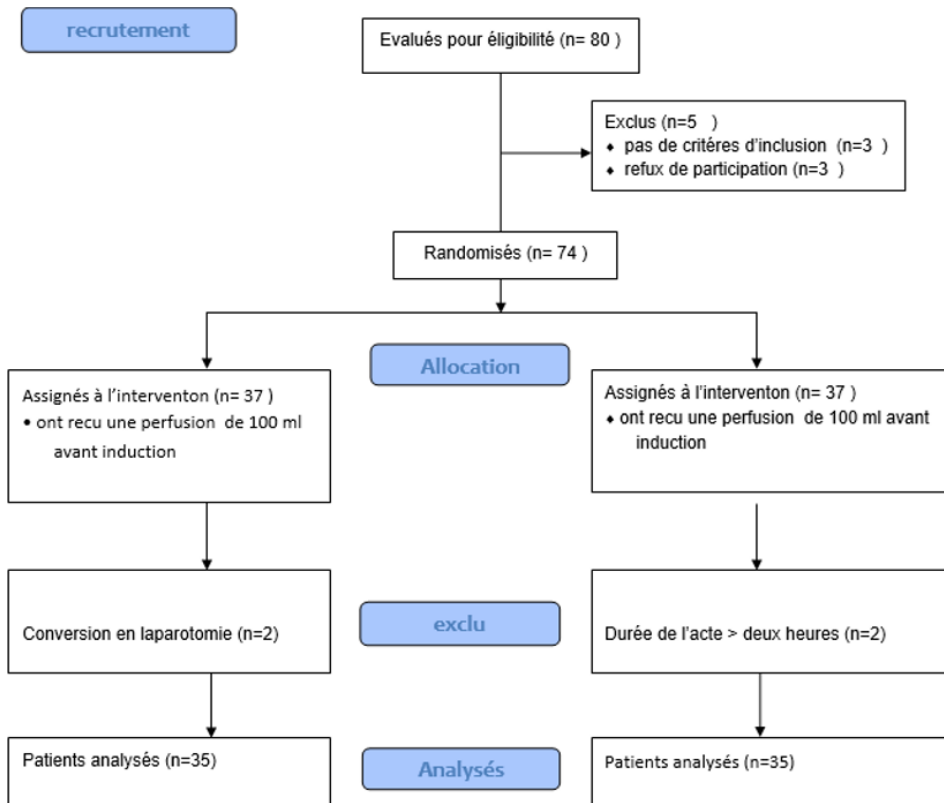 recrutement
Evalués pour éligibilité (n= 80 )
Exclus (n=5 )
♦ pas de critéres d'inclusion (n=3 )
♦ refux de participation (n=3 )
Randomisés (n= 74 )
Allocation
Assignés à l'interventon (n= 37 )
• ont recu une perfusion de 100 ml
avant induction
Assignés à l'interventon (n= 37 )
♦ ont recu une perfusion de 100 ml avant
induction
Conversion en laparotomie (n=2)
exclu
Durée de l'acte > deux heures (n=2)
Patients analysés (n=35)
Analysés
Patients analysés (n=35)